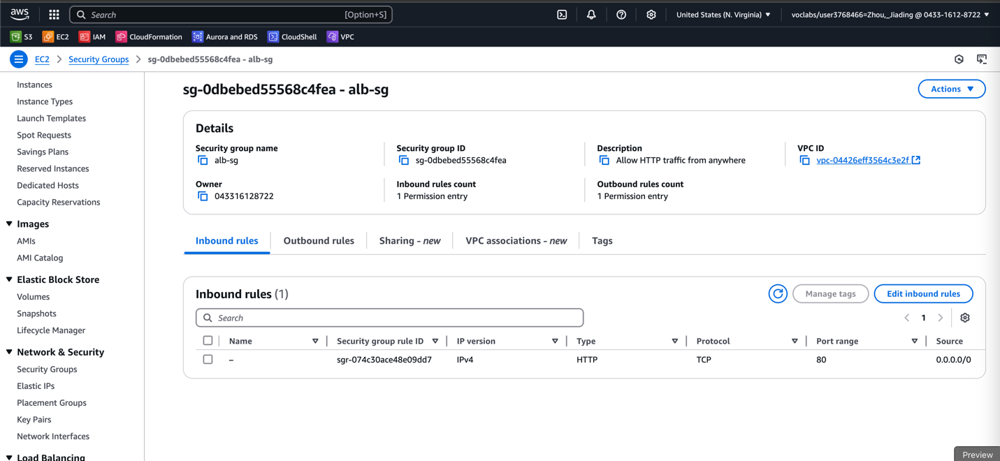 aws
Search [Option+S]
United States (N. Virginia) ▼
voclabs/user3768466=Zhou,_Jiading @ 0433-1612-8722 ▼
S3 EC2 IAM CloudFormation Aurora and RDS CloudShell VPC
EC2 > Security Groups > sg-0dbebed55568c4fea - alb-sg
Instances
Instance Types
Launch Templates
Spot Requests
Savings Plans
Reserved Instances
Dedicated Hosts
Capacity Reservations
▼ Images
AMIs
AMI Catalog
▼ Elastic Block Store
Volumes
Snapshots
Lifecycle Manager
▼ Network & Security
Security Groups
Elastic IPs
Placement Groups
Key Pairs
Network Interfaces
▼ Load Balancing
sg-0dbebed55568c4fea - alb-sg
Actions ▼
Details
Security group name
alb-sg
Security group ID
sg-0dbebed55568c4fea
Description
Allow HTTP traffic from anywhere
VPC ID
vpc-04426eff3564c3e2f
Owner
043316128722
Inbound rules count
1 Permission entry
Outbound rules count
1 Permission entry
Inbound rules Outbound rules Sharing - new VPC associations - new Tags
Inbound rules (1)
Manage tags
Edit inbound rules
Search
< 1 >
Name Security group rule ID IP version Type Protocol Port range Source
– sgr-074c30ace48e09dd7 IPv4 HTTP TCP 80 0.0.0.0/0
Preview